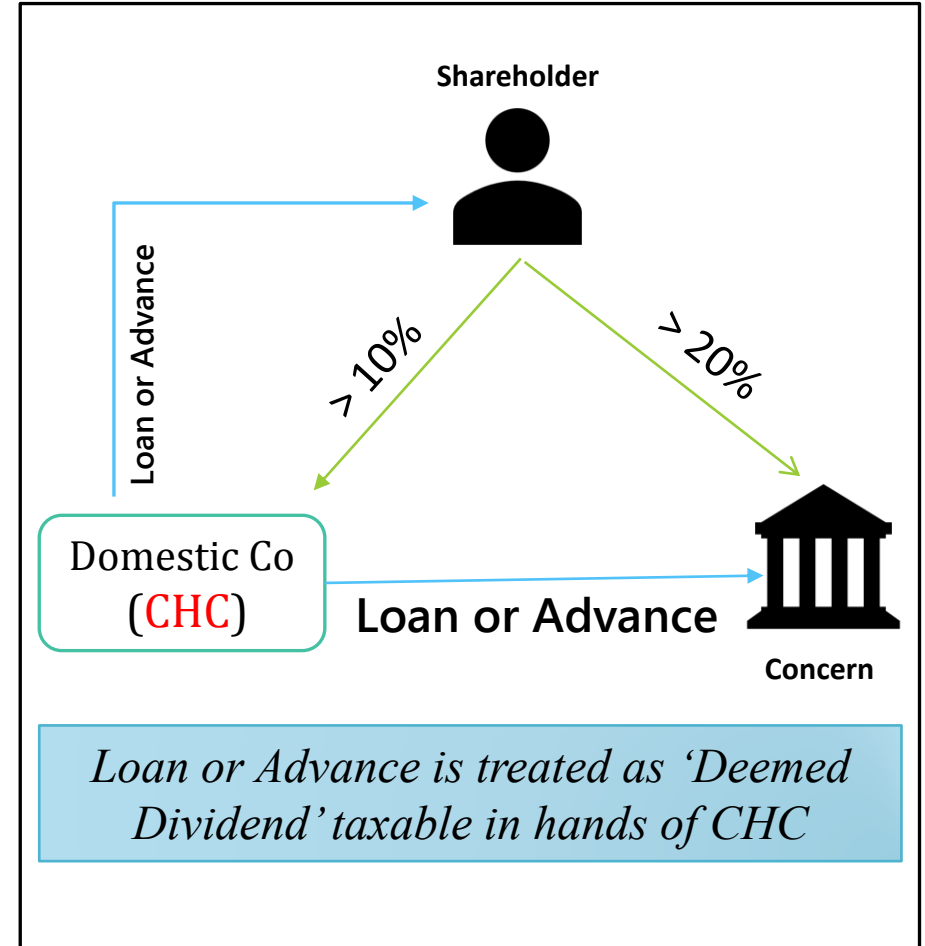 Shareholder
Loan or Advance
> 10%
> 20%
Domestic Co
(CHC)
Loan or Advance
Concern
Loan or Advance is treated as ‘Deemed
Dividend’ taxable in hands of CHC